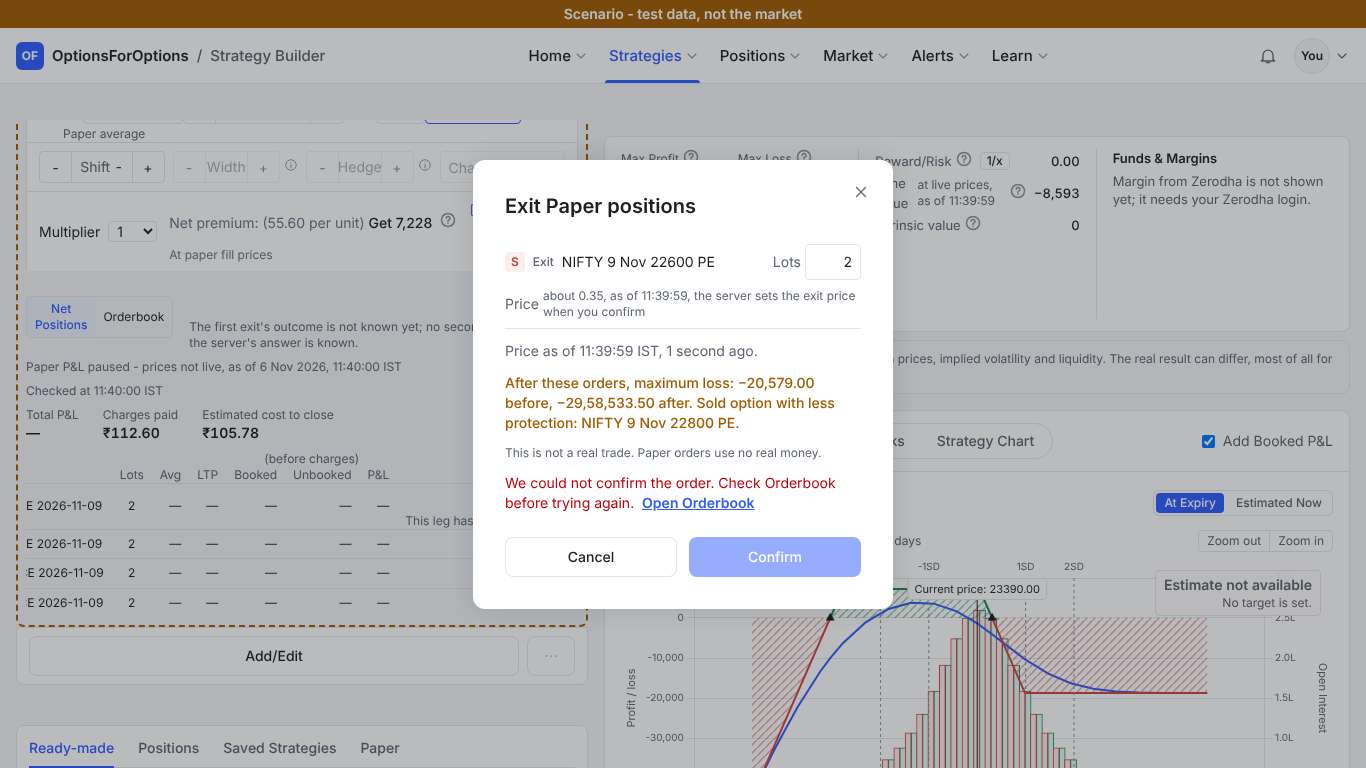 Scenario - test data, not the market
OF OptionsForOptions / Strategy Builder
Home Strategies Positions Market Alerts Learn You
Paper average
- Shift - +
- Width +
- Hedge +
Multiplier 1
Net premium: (55.60 per unit) Get 7,228
At paper fill prices
Net Positions
Orderbook
The first exit's outcome is not known yet; no
the server's answer is known.
Paper P&L paused - prices not live, as of 6 Nov 2026, 11:40:00 IST
Checked at 11:40:00 IST
Total P&L Charges paid Estimated cost to close
— ₹112.60 ₹105.78
(before charges)
Lots Avg LTP Booked Unbooked P&L
E 2026-11-09 2 — — — — —
This leg has
E 2026-11-09 2 — — — — —
E 2026-11-09 2 — — — — —
E 2026-11-09 2 — — — — —
Add/Edit ...
Ready-made Positions Saved Strategies Paper
Exit Paper positions
S Exit NIFTY 9 Nov 22600 PE Lots 2
Price about 0.35, as of 11:39:59, the server sets the exit price
when you confirm
Price as of 11:39:59 IST, 1 second ago.
After these orders, maximum loss: −20,579.00
before, −29,58,533.50 after. Sold option with less
protection: NIFTY 9 Nov 22800 PE.
This is not a real trade. Paper orders use no real money.
We could not confirm the order. Check Orderbook
before trying again. Open Orderbook
Cancel Confirm
Max Profit Max Loss
Reward/Risk 1/x 0.00
at live prices,
as of 11:39:59
−8,593
value 0
Funds & Margins
Margin from Zerodha is not shown
yet; it needs your Zerodha login.
prices, implied volatility and liquidity. The real result can differ, most of all for
Strategy Chart
Add Booked P&L
At Expiry Estimated Now
days
Zoom out Zoom in
-1SD 1SD 2SD
Current price: 23390.00
Estimate not available
No target is set.
0
-10,000
-20,000
-30,000
Profit / loss
2.5L
2.0L
1.5L
1.0L
Open Interest